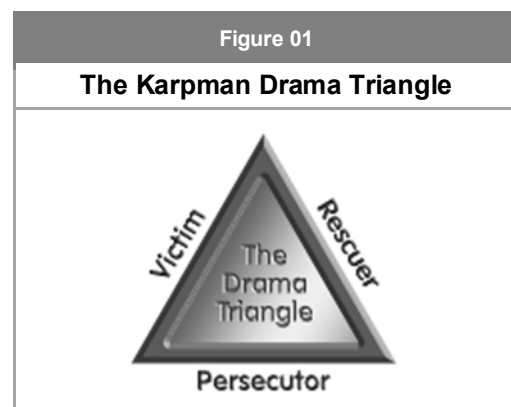 Figure 01
The Karpman Drama Triangle
Victim
Rescuer
The
Drama
Triangle
Persecutor